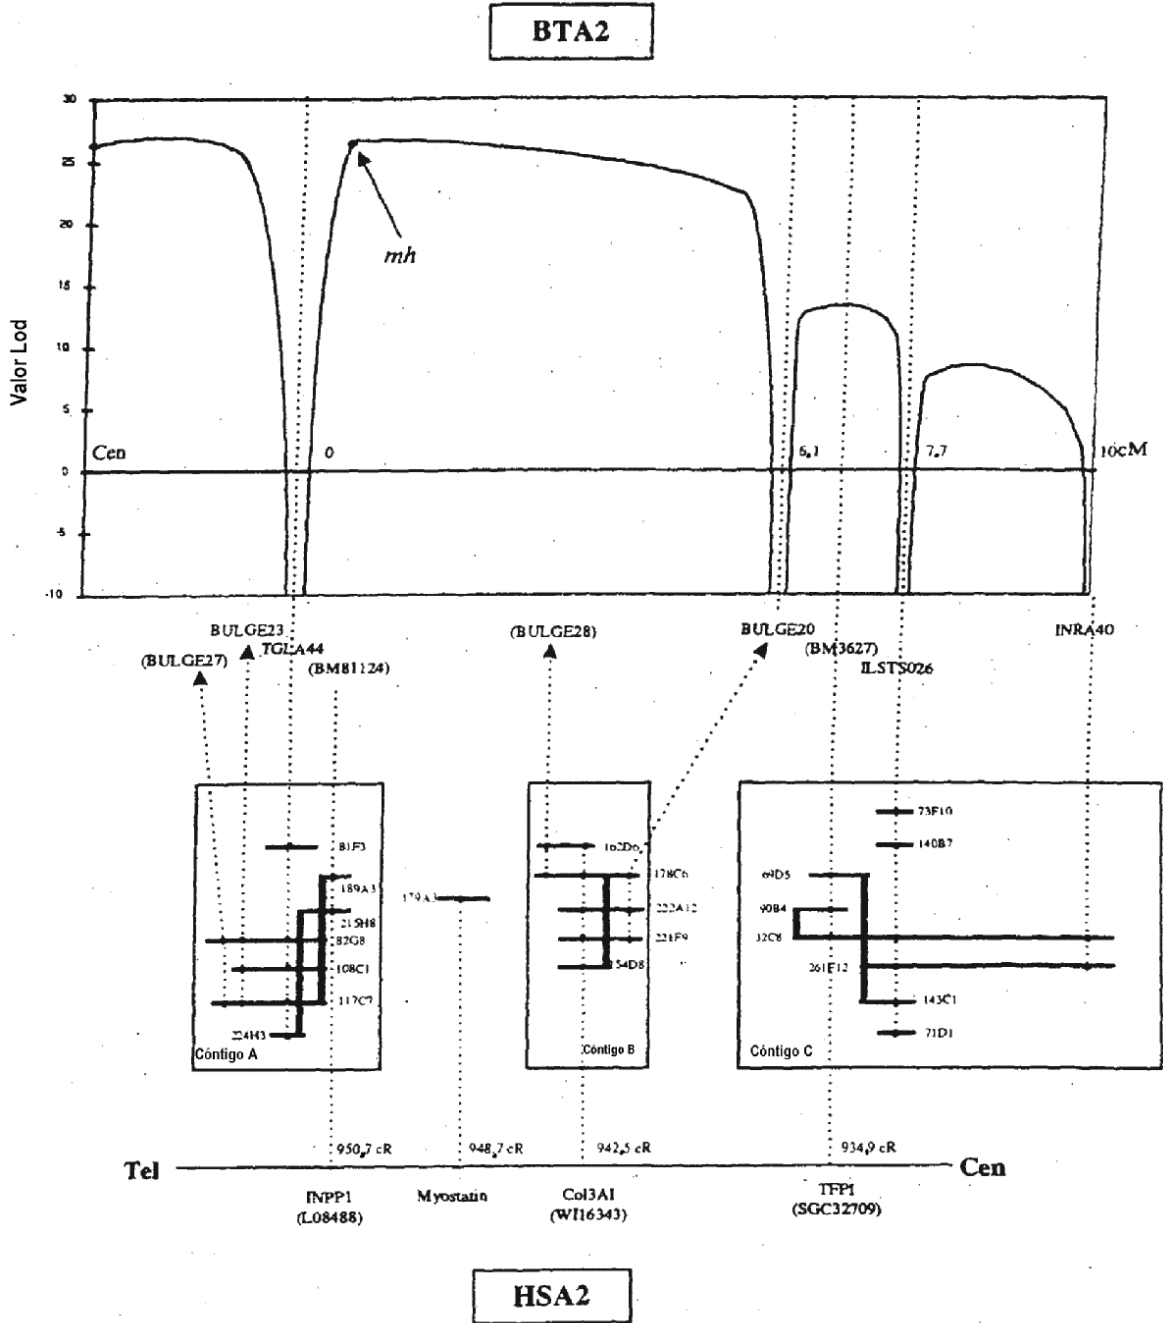 BTA2
30
25
20
15
10
5
0
-5
-10
Valor Lod
mh
Cen
0
6,1
7,7
10cM
BULGE23
(BULGE27)
TGLA44
(BM81124)
(BULGE28)
BULGE20
(BM3627)
ILSTS026
INRA40
81F3
189A3
215H8
82G8
108C1
117C7
224H3
Cóntigo A
179A3
162D6
178C6
222A12
221F9
154D8
Cóntigo B
73F10
140B7
69D5
90B4
32C8
261E12
143C1
71D1
Cóntigo C
950,7 cR
948,7 cR
942,5 cR
934,9 cR
Tel
Cen
INPP1
(L08488)
Myostatin
Col3AI
(WI16343)
TFPI
(SGC32709)
HSA2